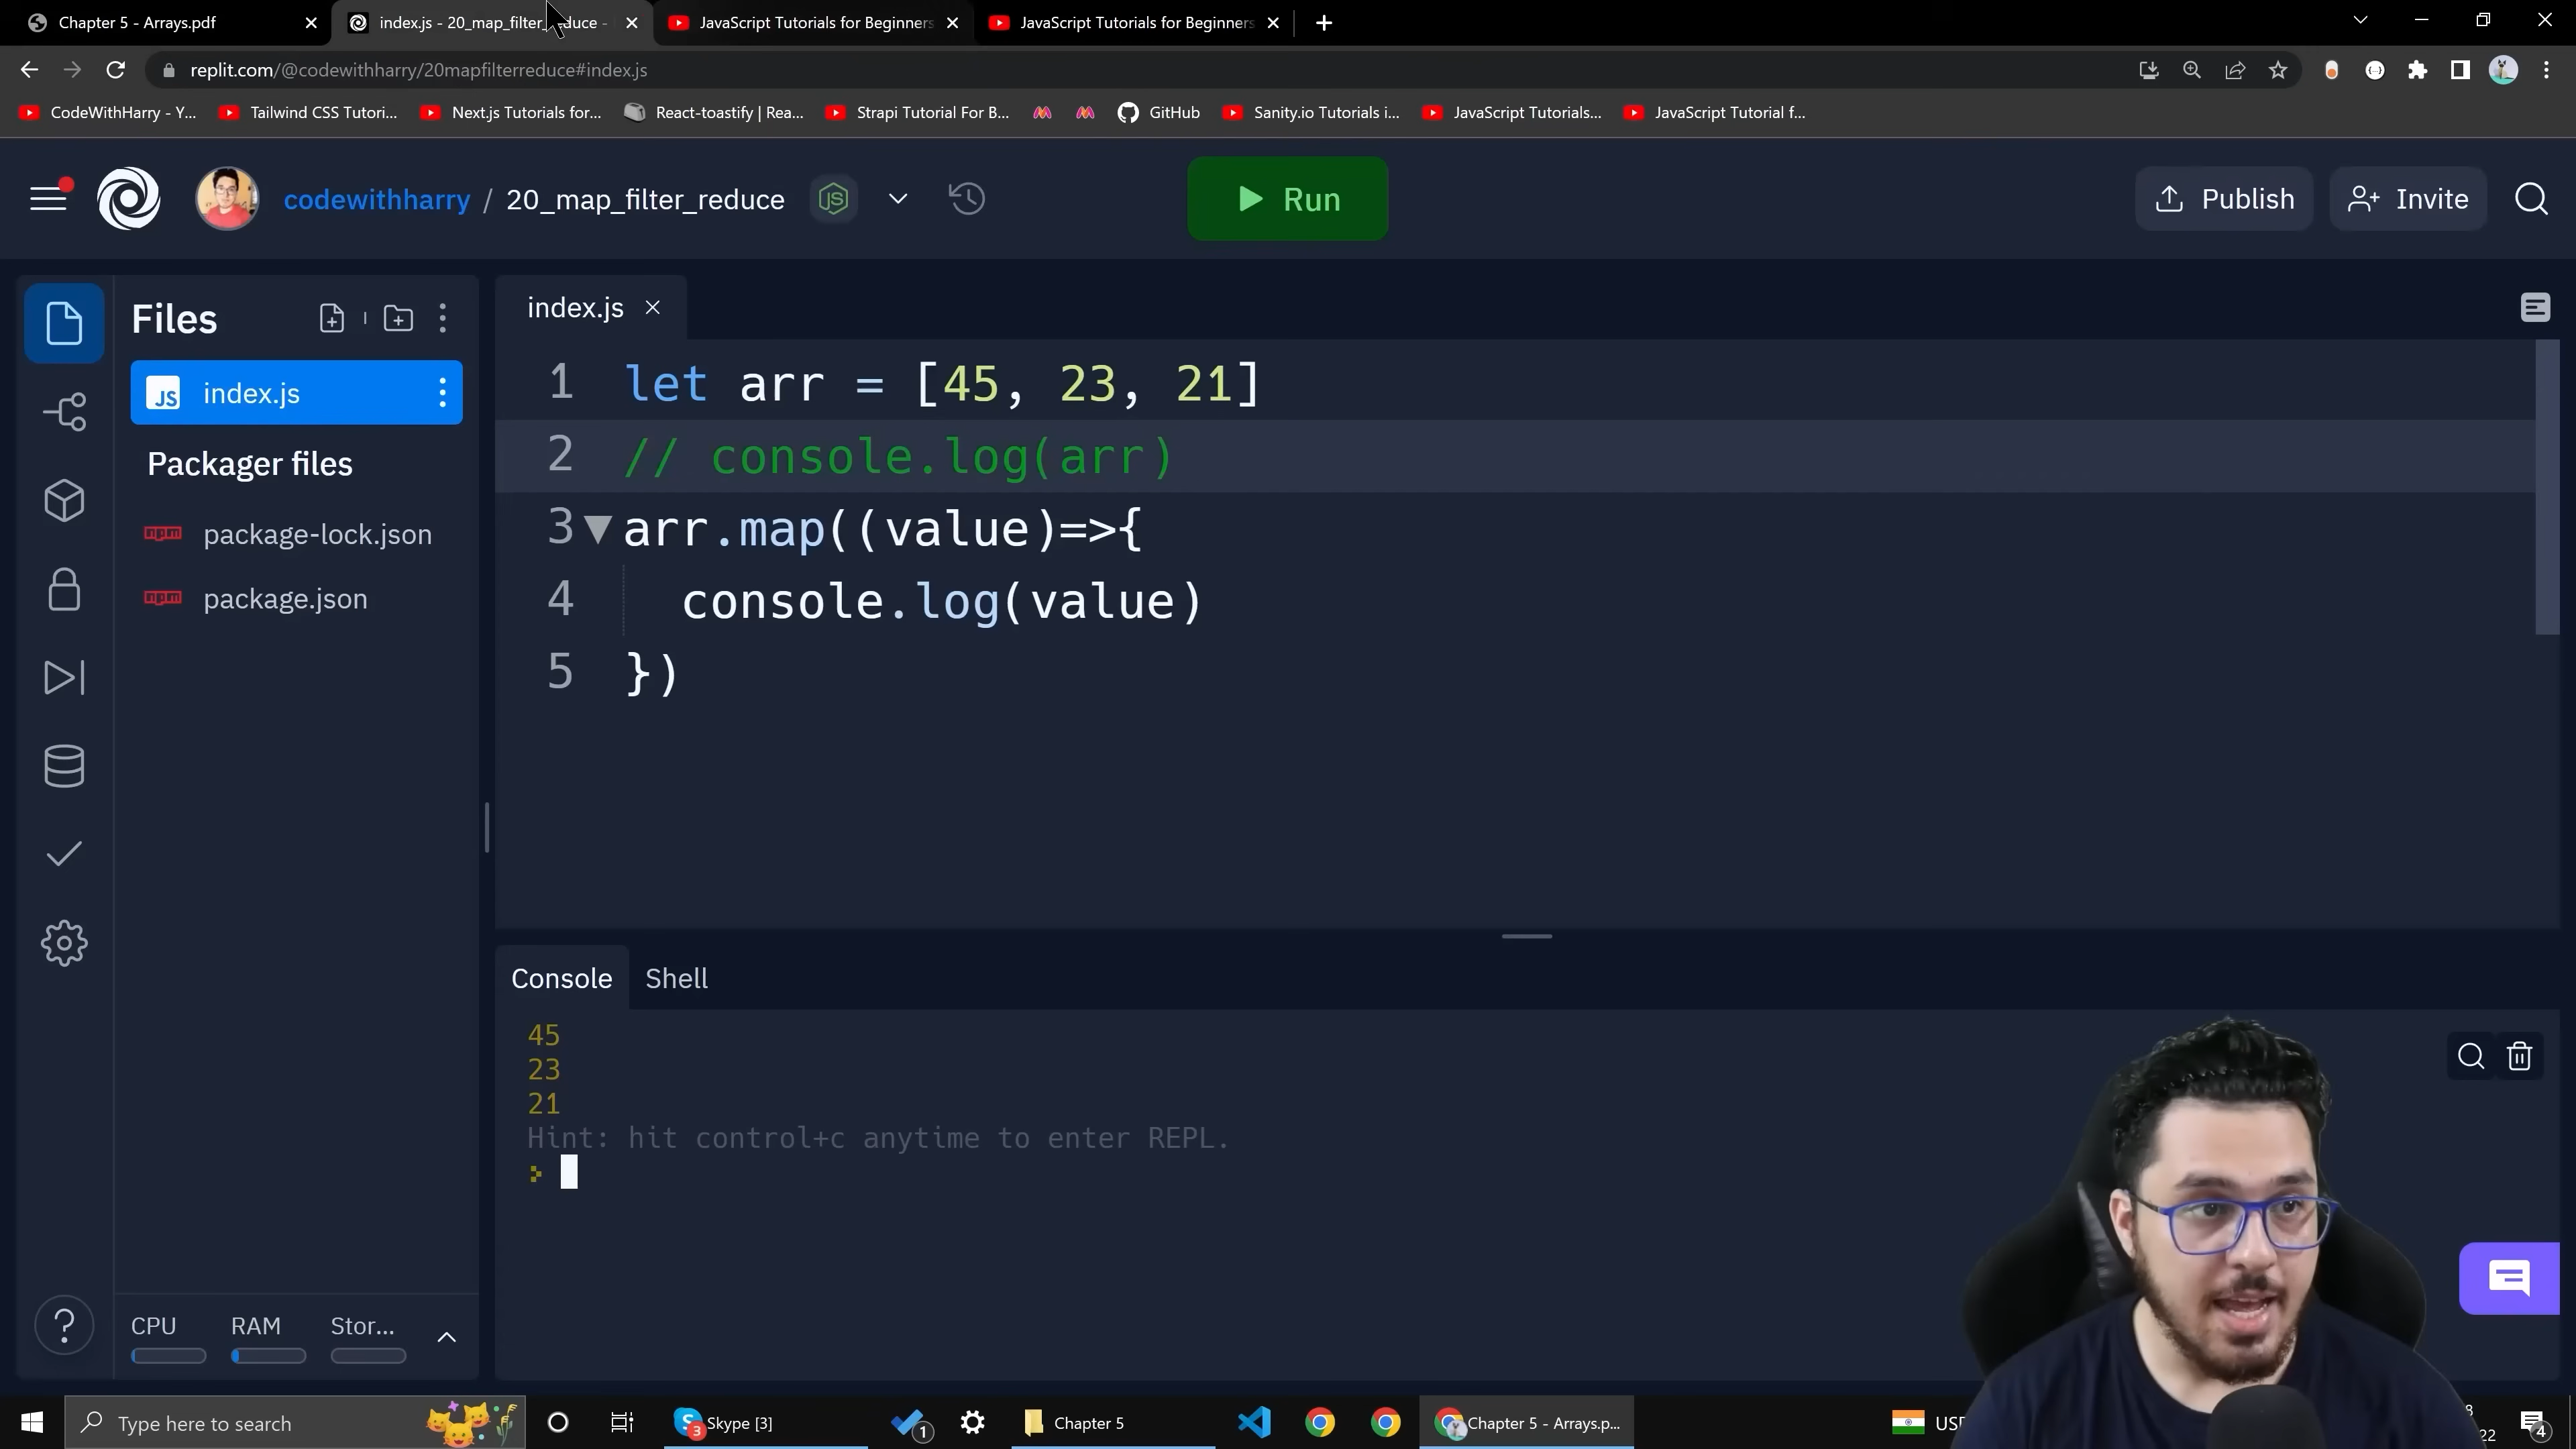 Chapter 5 - Arrays.pdf
index.js - 20_map_filter_reduce -
JavaScript Tutorials for Beginners
JavaScript Tutorials for Beginners
replit.com/@codewithharry/20mapfilterreduce#index.js
CodeWithHarry - Y...
Tailwind CSS Tutori...
Next.js Tutorials for...
React-toastify | Rea...
Strapi Tutorial For B...
GitHub
Sanity.io Tutorials i...
JavaScript Tutorials...
JavaScript Tutorial f...
codewithharry / 20_map_filter_reduce
Run
Publish
Invite
Files
index.js
Packager files
package-lock.json
package.json
index.js
1 let arr = [45, 23, 21]
2 // console.log(arr)
3 arr.map((value)=>{
4 console.log(value)
5 })
Console
Shell
45
23
21
Hint: hit control+c anytime to enter REPL.
CPU
RAM
Stor...
Type here to search
Skype [3]
3
1
Chapter 5
Chapter 5 - Arrays.p...
4